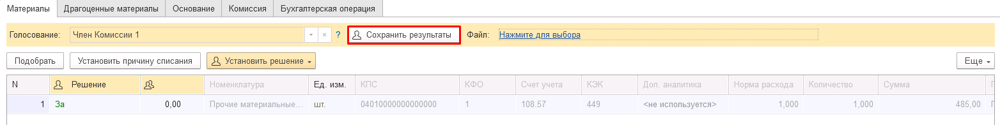 Материалы Драгоценные материалы Основание Комиссия Бухгалтерская операция
Голосование: Член Комиссии 1 ? Сохранить результаты Файл: Нажмите для выбора
Подобрать Установить причину списания Установить решение Еще
N Решение Номенклатура Ед. изм. КПС КФО Счет учета КЭК Доп. аналитика Норма расхода Количество Сумма
1 За 0,00 Прочие материальные... шт. 04010000000000000 1 108.57 449 <не используется> 1,000 1,000 485,00